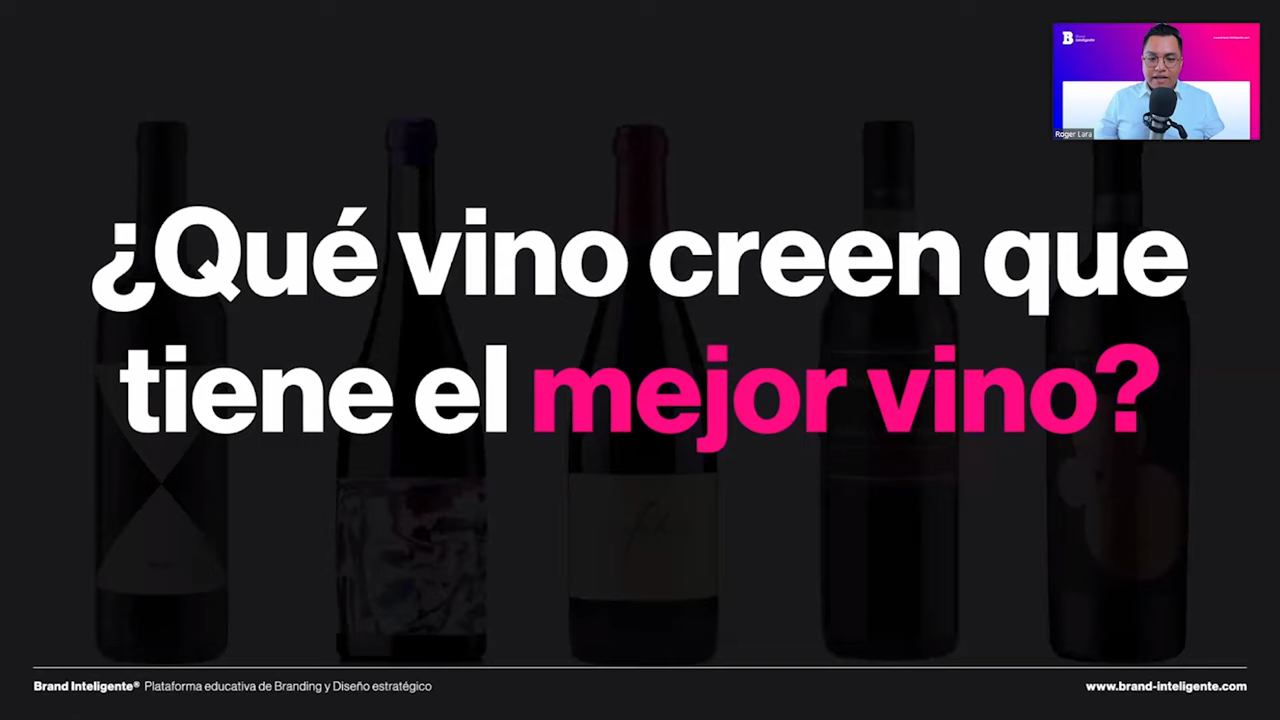 ¿Qué vino creen que
tiene el mejor vino?
Roger Lara
Brand Inteligente® Plataforma educativa de Branding y Diseño estratégico
www.brand-inteligente.com